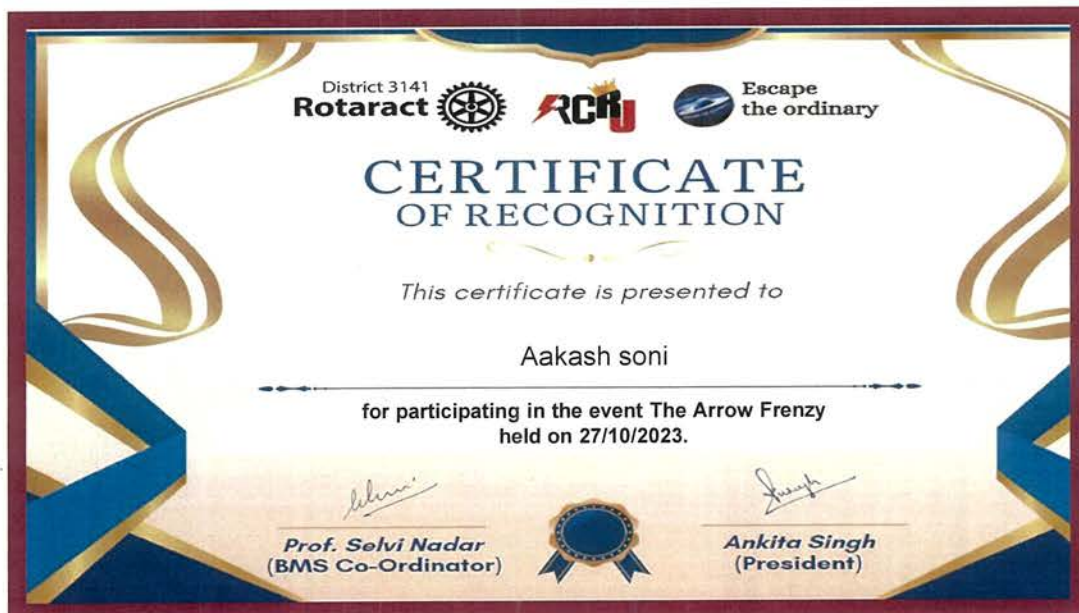 District 3141
Rotaract
RCRJ
Escape
the ordinary
CERTIFICATE
OF RECOGNITION
This certificate is presented to
Aakash soni
for participating in the event The Arrow Frenzy
held on 27/10/2023.
Prof. Selvi Nadar
(BMS Co-Ordinator)
Ankita Singh
(President)